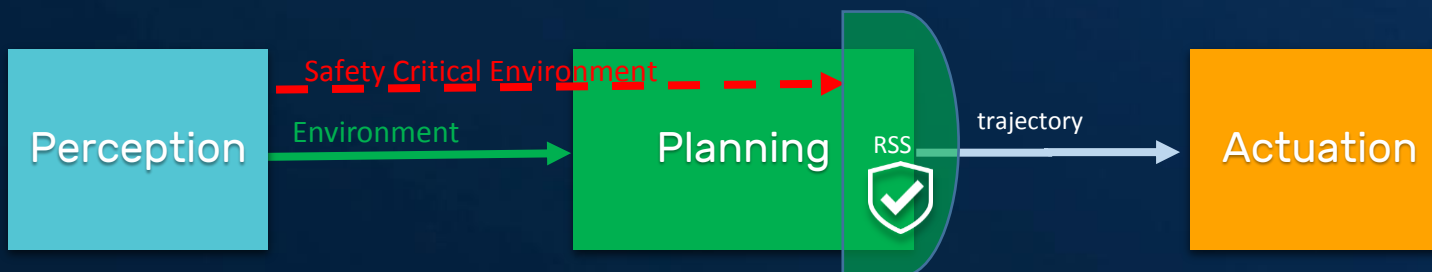 Safety Critical Environment
Perception
Environment
Planning
RSS
trajectory
Actuation